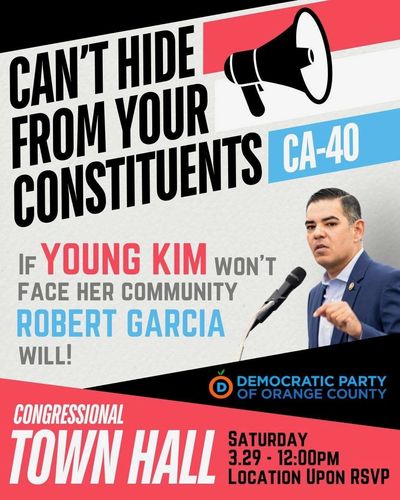 CAN'T HIDE
FROM YOUR
CONSTITUENTS
CA-40
IF YOUNG KIM WON'T
FACE HER COMMUNITY
ROBERT GARCIA
WILL!
D DEMOCRATIC PARTY
OF ORANGE COUNTY
CONGRESSIONAL
TOWN HALL
SATURDAY
3.29 - 12:00PM
LOCATION UPON RSVP